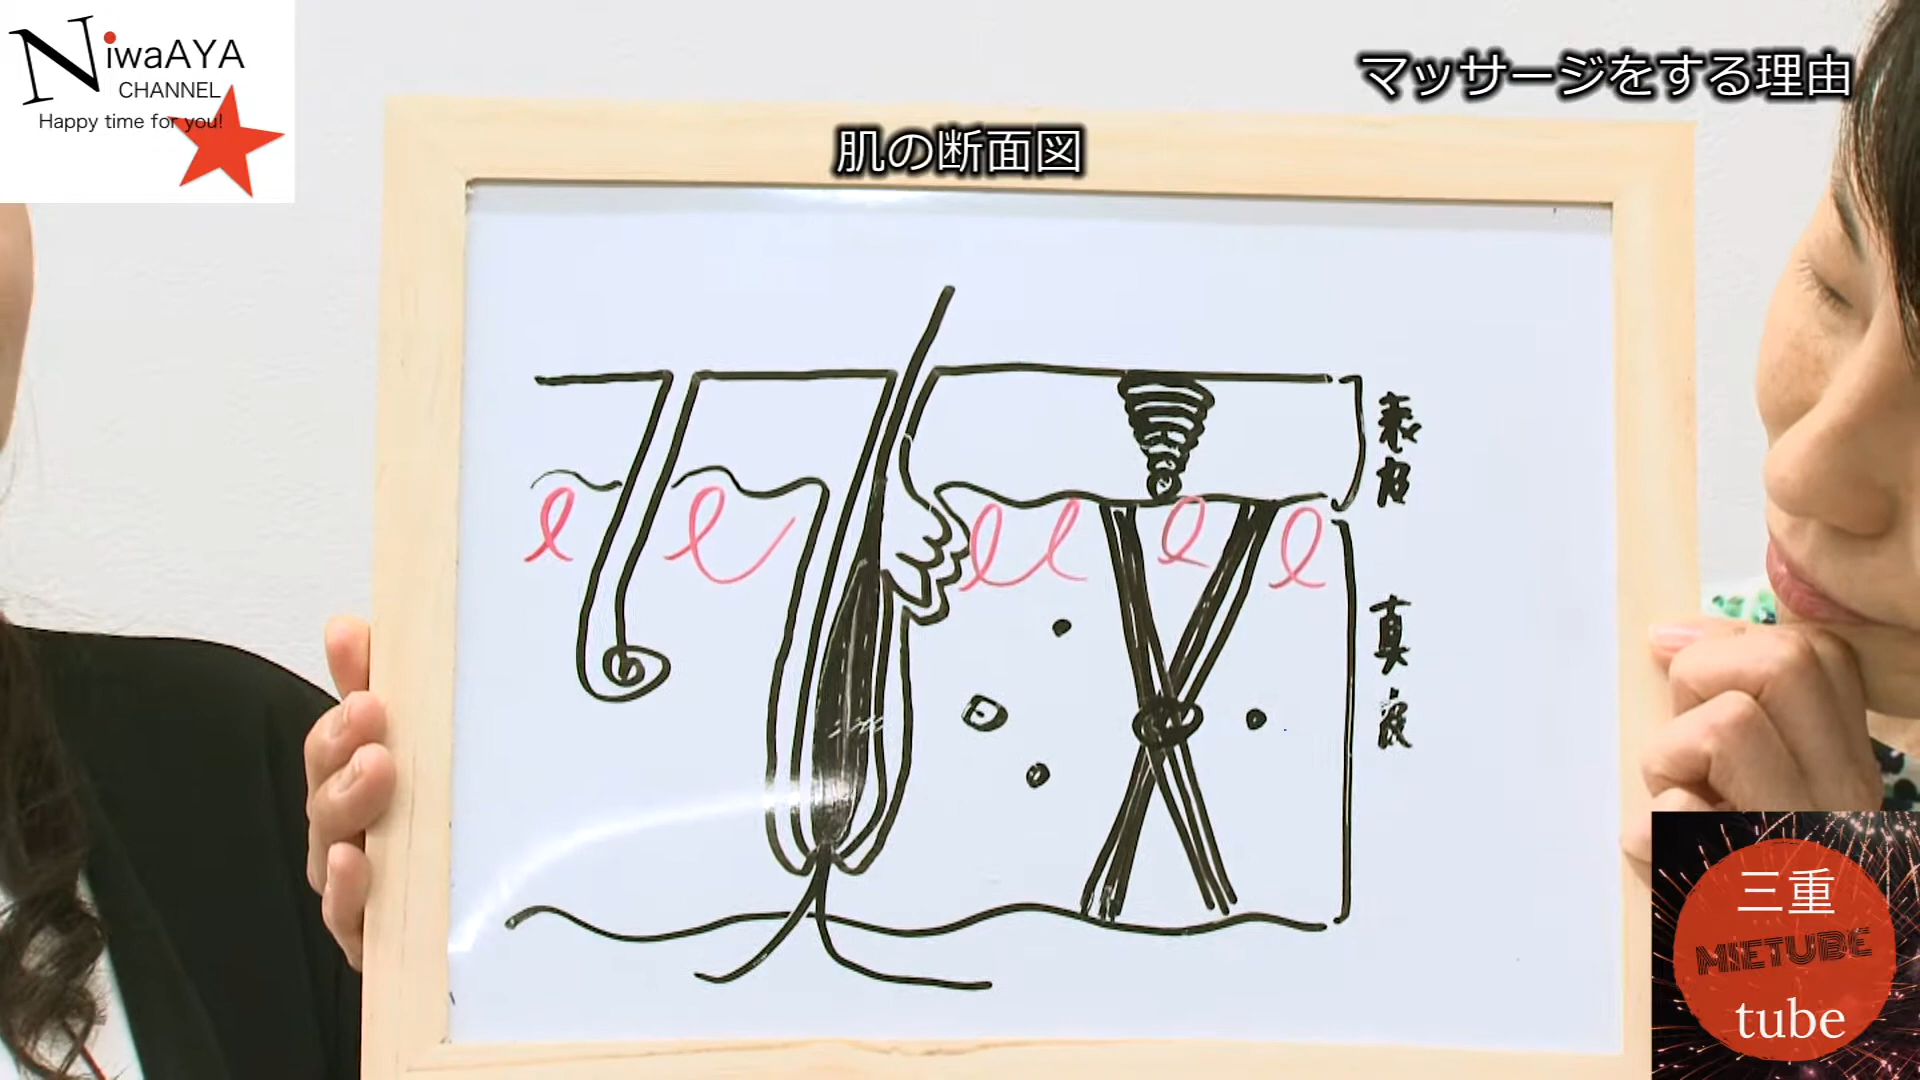 NiwaAYA
CHANNEL
Happy time for you!
マッサージをする理由
肌の断面図
表皮
真皮
三重
MIETUBE
tube